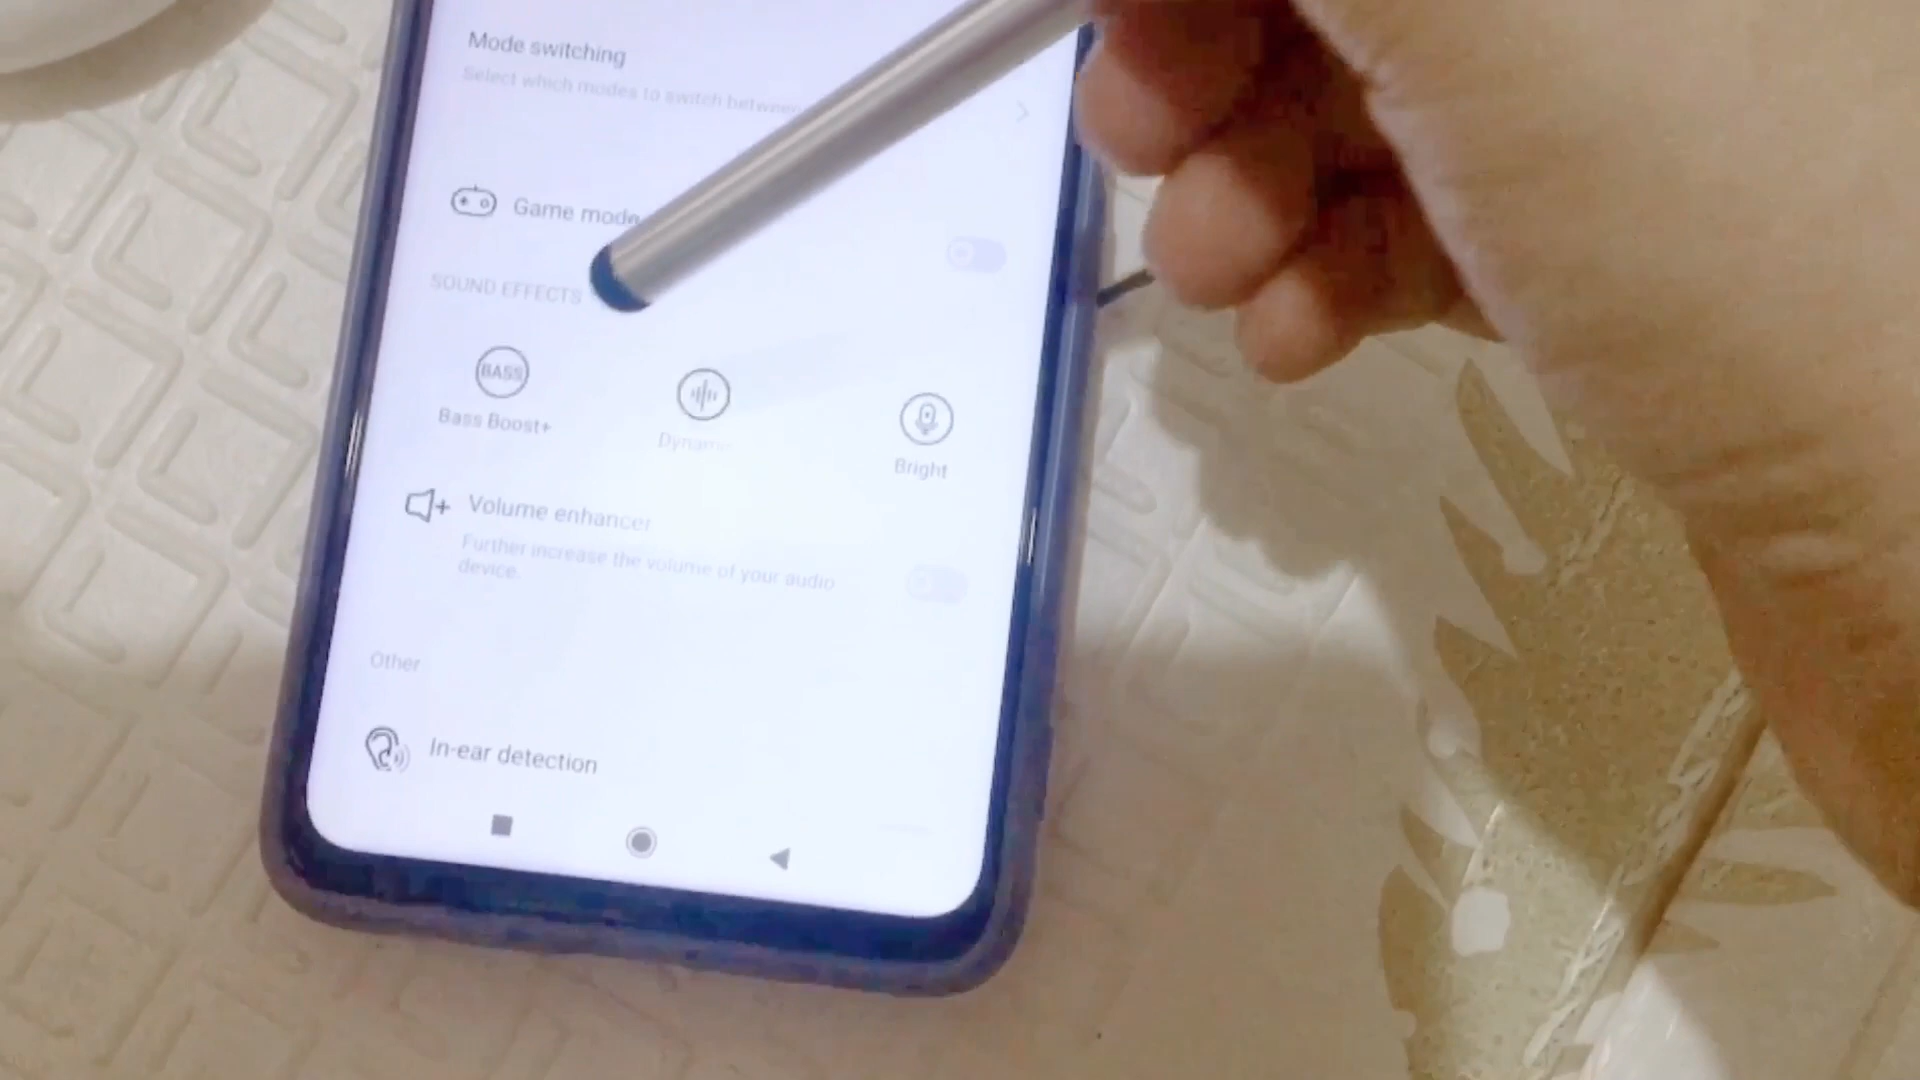 Mode switching
Select which modes to switch between
Game mode
SOUND EFFECTS
BASS
Bass Boost+
Bright
Volume enhancer
Further increase the volume of your audio
device.
Other
In-ear detection